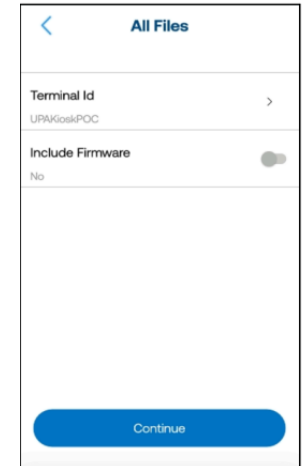 All Files
Terminal Id
UPAKioskPOC
Include Firmware
No
Continue